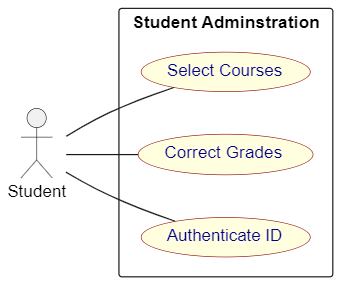 Student Adminstration
Select Courses
Correct Grades
Student
Authenticate ID